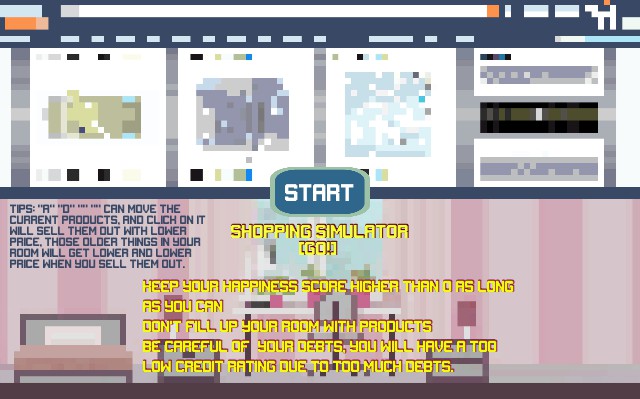 START
TIPS: "A" "D" "" "" CAN MOVE THE
CURRENT PRODUCTS, AND CLICK ON IT
WILL SELL THEM OUT WITH LOWER
PRICE, THOSE OLDER THINGS IN YOUR
ROOM WILL GET LOWER AND LOWER
PRICE WHEN YOU SELL THEM OUT.
SHOPPING SIMULATOR
[GO!]
KEEP YOUR HAPPINESS SCORE HIGHER THAN 0 AS LONG
AS YOU CAN
DON'T FILL UP YOUR ROOM WITH PRODUCTS
BE CAREFUL OF YOUR DEBTS, YOU WILL HAVE A TOO
LOW CREDIT RATING DUE TO TOO MUCH DEBTS.